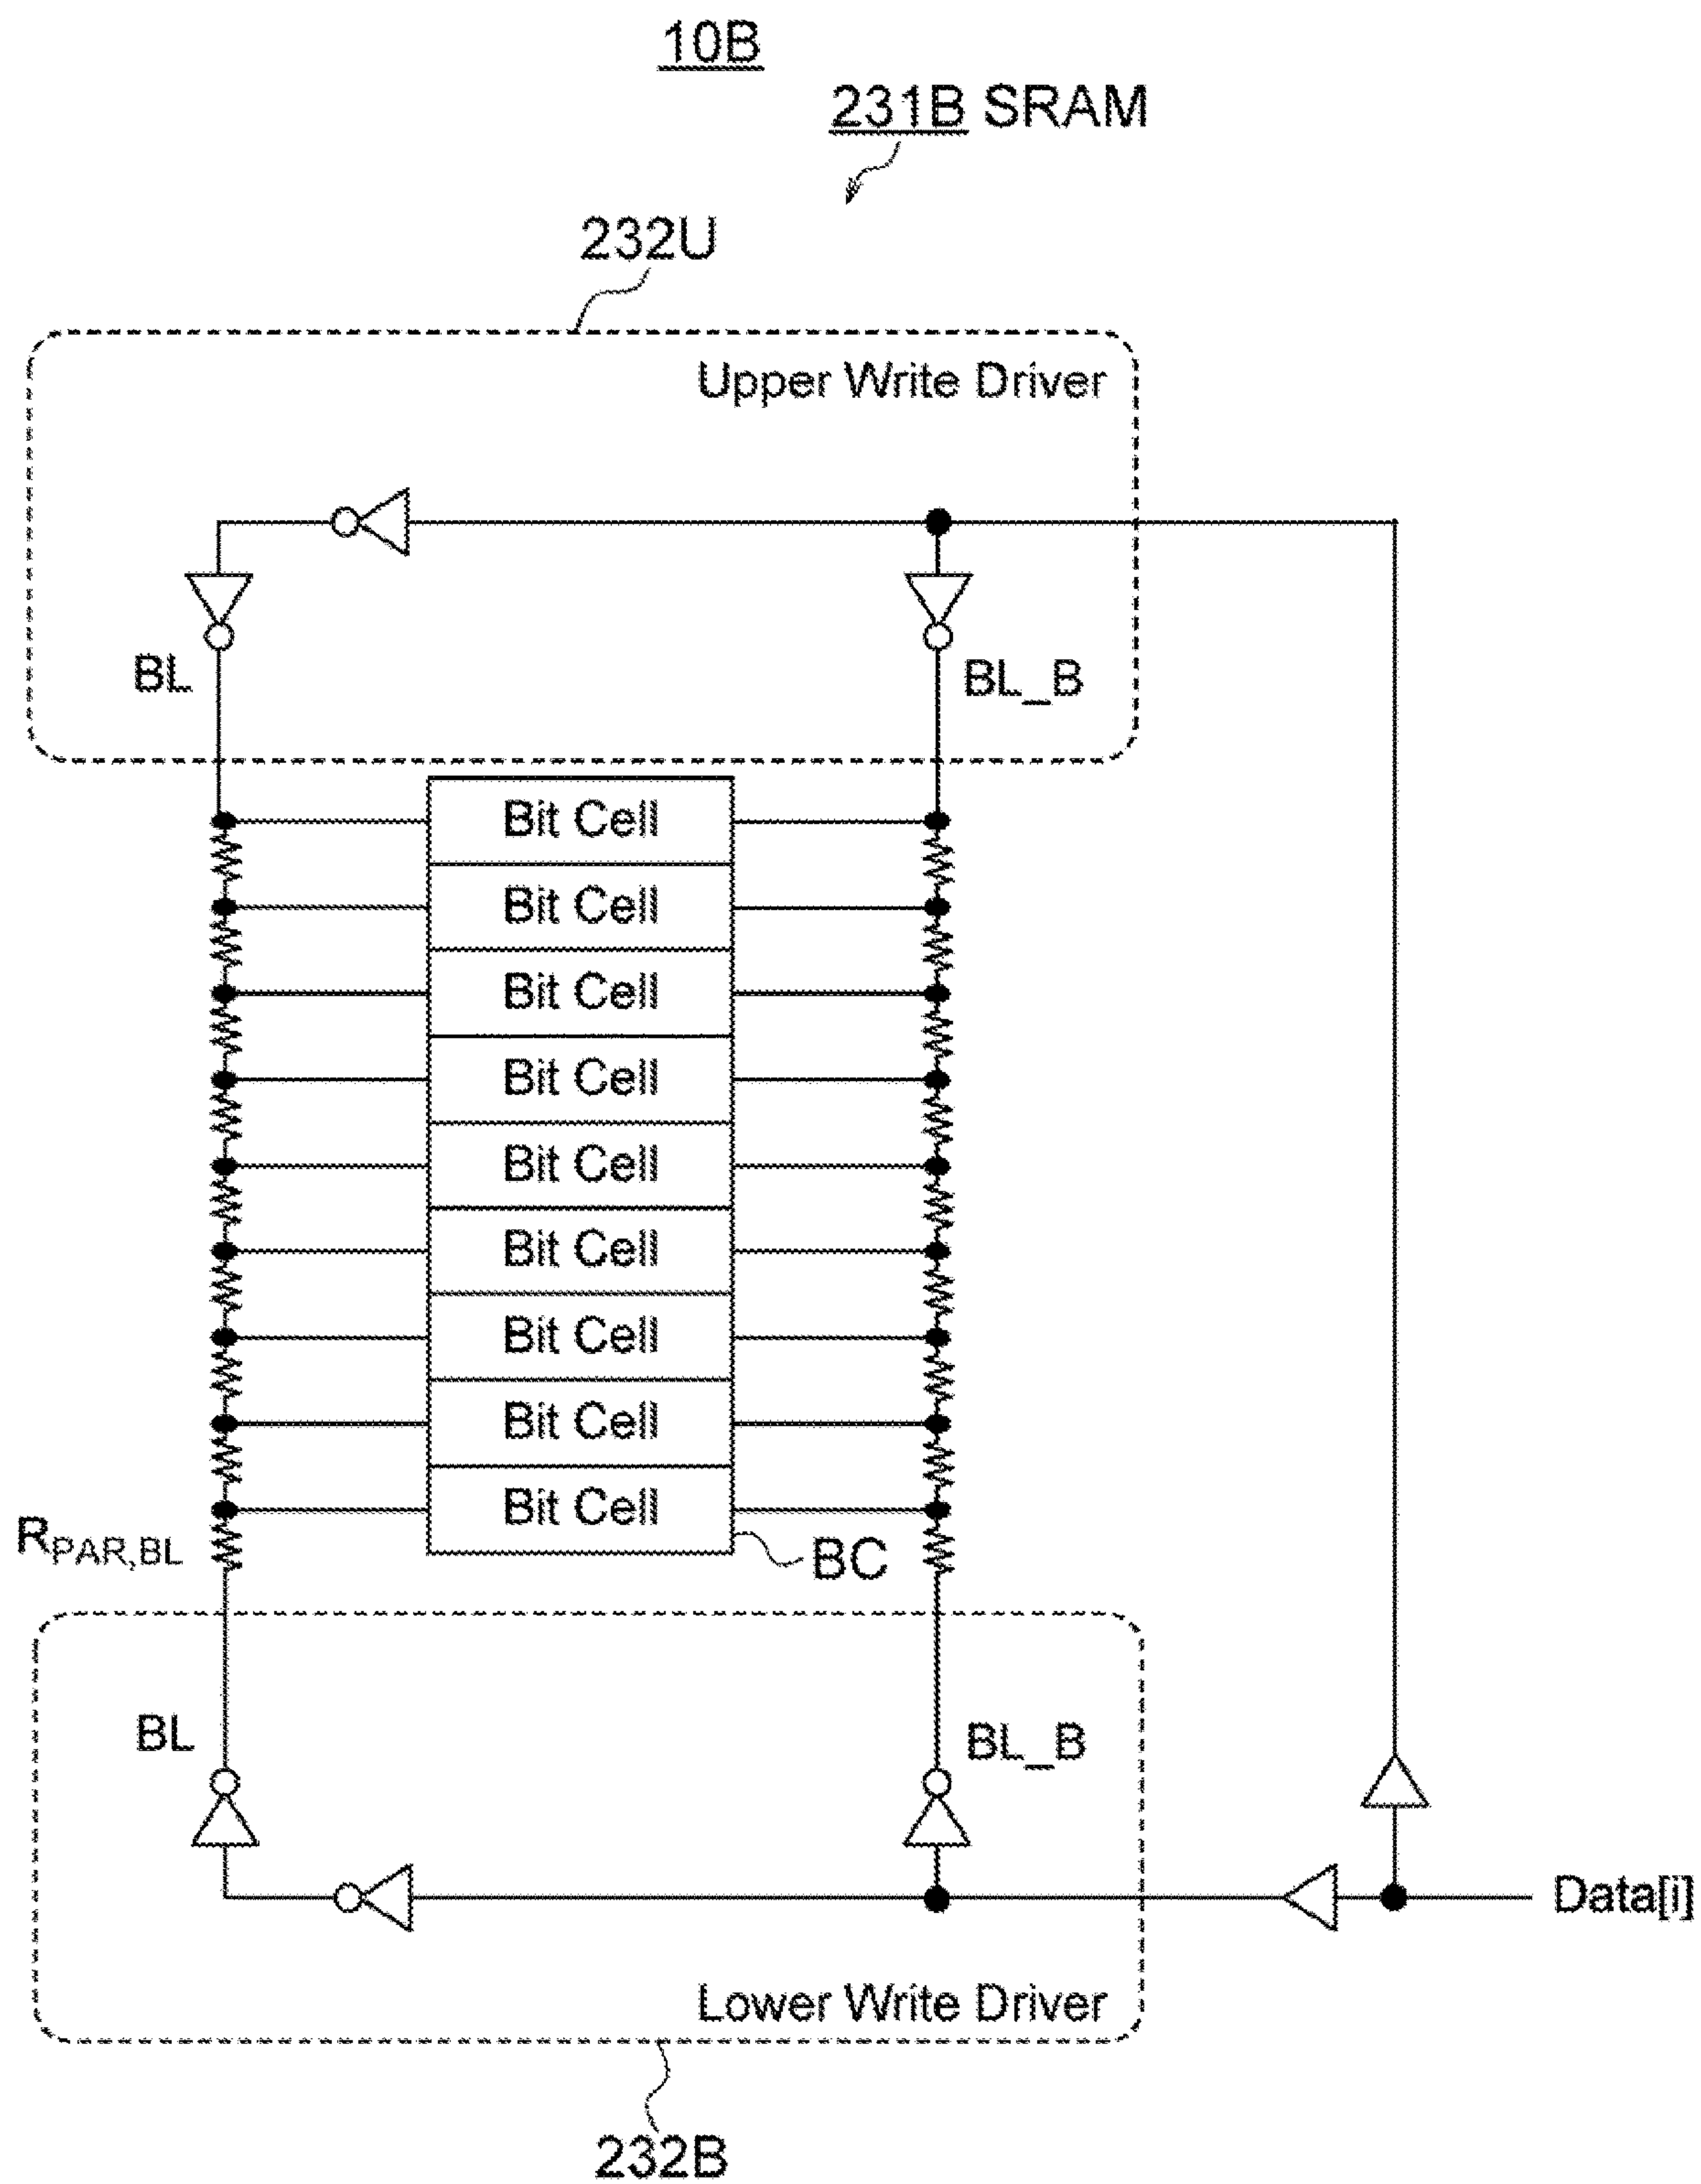 10B
231B SRAM
232U
Upper Write Driver
BL
BL_B
Bit Cell
Bit Cell
Bit Cell
Bit Cell
Bit Cell
Bit Cell
Bit Cell
Bit Cell
Bit Cell
RPAR,BL
BC
BL
BL_B
Data[i]
Lower Write Driver
232B